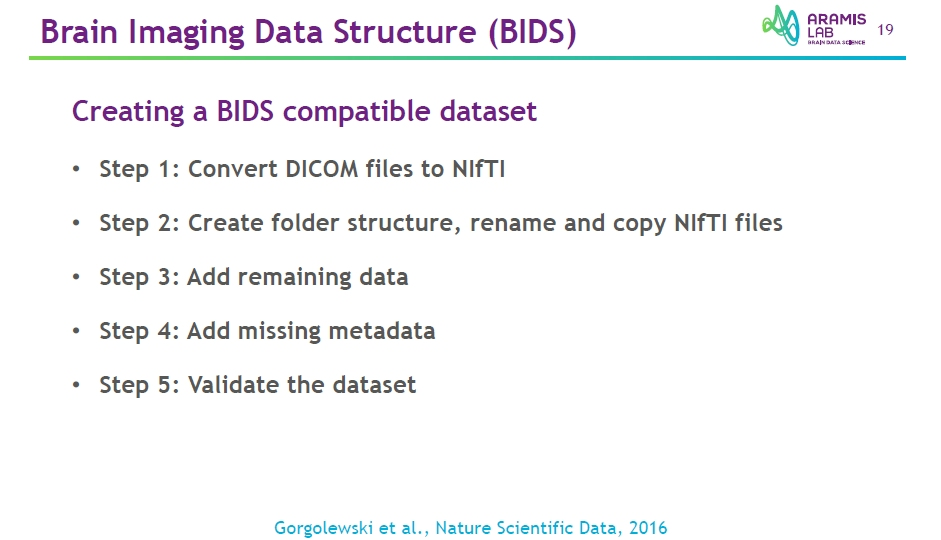 Brain Imaging Data Structure (BIDS)
ARAMIS
LAB
BRAIN DATA SCIENCE
19
Creating a BIDS compatible dataset
• Step 1: Convert DICOM files to NIfTI
• Step 2: Create folder structure, rename and copy NIfTI files
• Step 3: Add remaining data
• Step 4: Add missing metadata
• Step 5: Validate the dataset
Gorgolewski et al., Nature Scientific Data, 2016